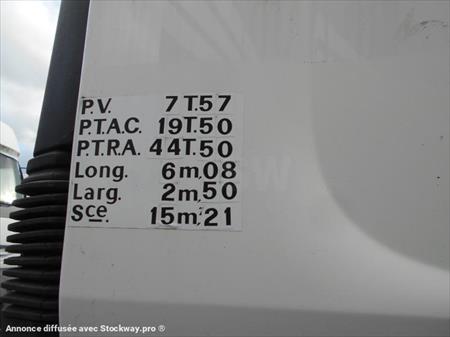 P.V. 7T.57
P.T.A.C. 19T.50
P.T.R.A. 44T.50
Long. 6m,08
Larg. 2m,50
Sce. 15m,21
Annonce diffusée avec Stockway.pro ®